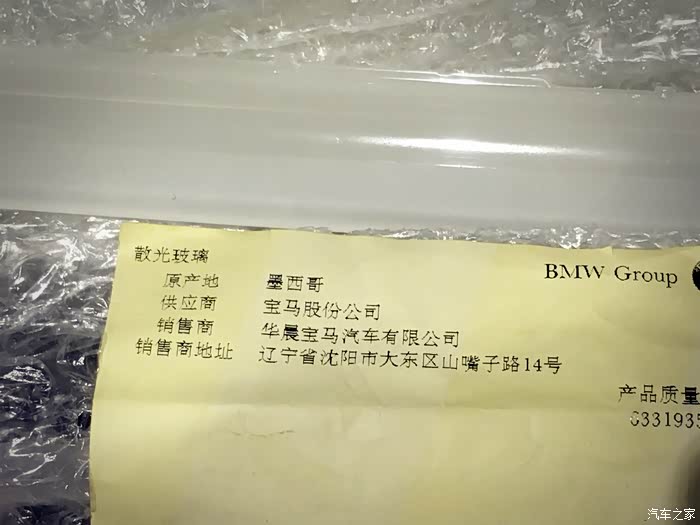 散光玻璃
BMW Group
原产地 墨西哥
供应商 宝马股份公司
销售商 华晨宝马汽车有限公司
销售商地址 辽宁省沈阳市大东区山嘴子路14号
产品质量
6331935
汽车之家